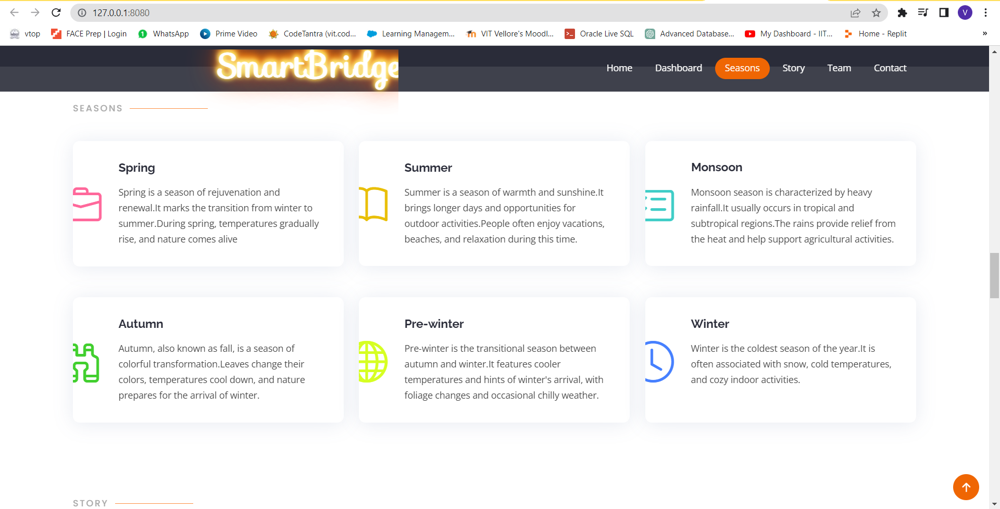 127.0.0.1:8080
V
vtop FACE Prep | Login WhatsApp Prime Video CodeTantra (vit.cod... Learning Managem... VIT Vellore's Moodl... Oracle Live SQL Advanced Database... My Dashboard - IIT... Home - Replit »
SmartBridge
Home Dashboard Seasons Story Team Contact
SEASONS
Spring
Spring is a season of rejuvenation and
renewal.It marks the transition from winter to
summer.During spring, temperatures gradually
rise, and nature comes alive
Summer
Summer is a season of warmth and sunshine.It
brings longer days and opportunities for
outdoor activities.People often enjoy vacations,
beaches, and relaxation during this time.
Monsoon
Monsoon season is characterized by heavy
rainfall.It usually occurs in tropical and
subtropical regions.The rains provide relief from
the heat and help support agricultural activities.
Autumn
Autumn, also known as fall, is a season of
colorful transformation.Leaves change their
colors, temperatures cool down, and nature
prepares for the arrival of winter.
Pre-winter
Pre-winter is the transitional season between
autumn and winter.It features cooler
temperatures and hints of winter's arrival, with
foliage changes and occasional chilly weather.
Winter
Winter is the coldest season of the year.It is
often associated with snow, cold temperatures,
and cozy indoor activities.
STORY